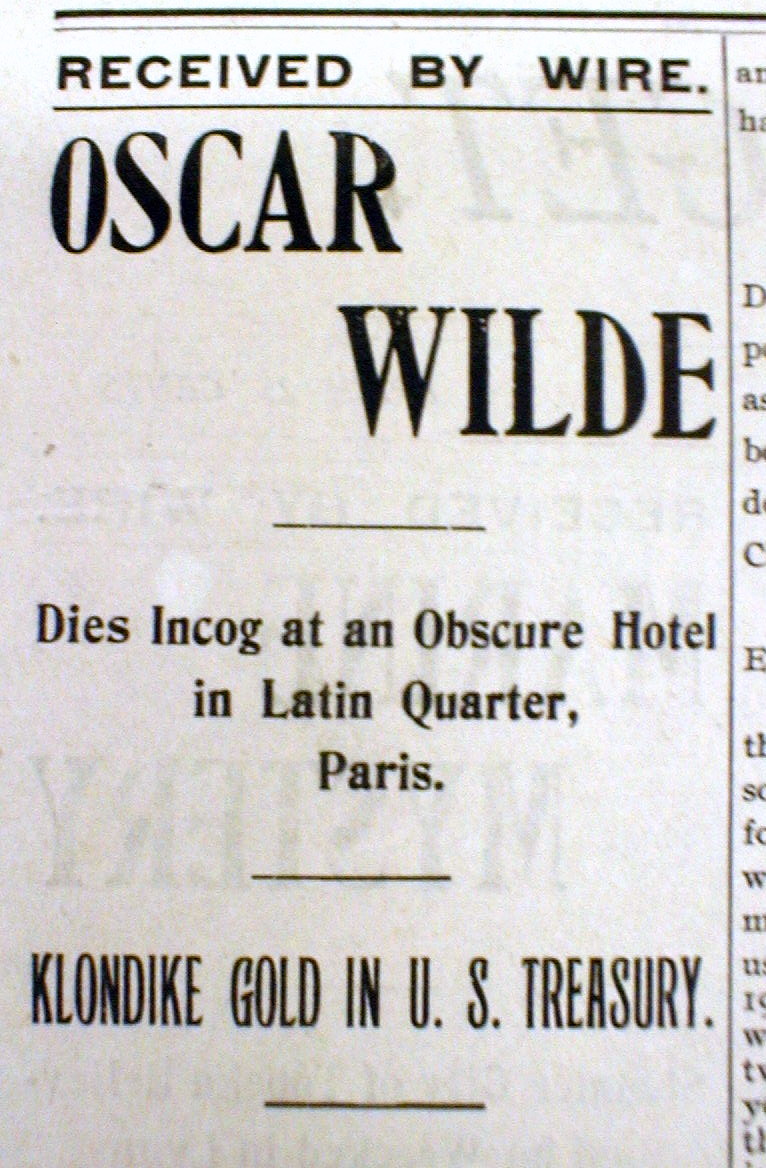 RECEIVED BY WIRE.
OSCAR
WILDE
Dies Incog at an Obscure Hotel
in Latin Quarter,
Paris.
KLONDIKE GOLD IN U. S. TREASURY.